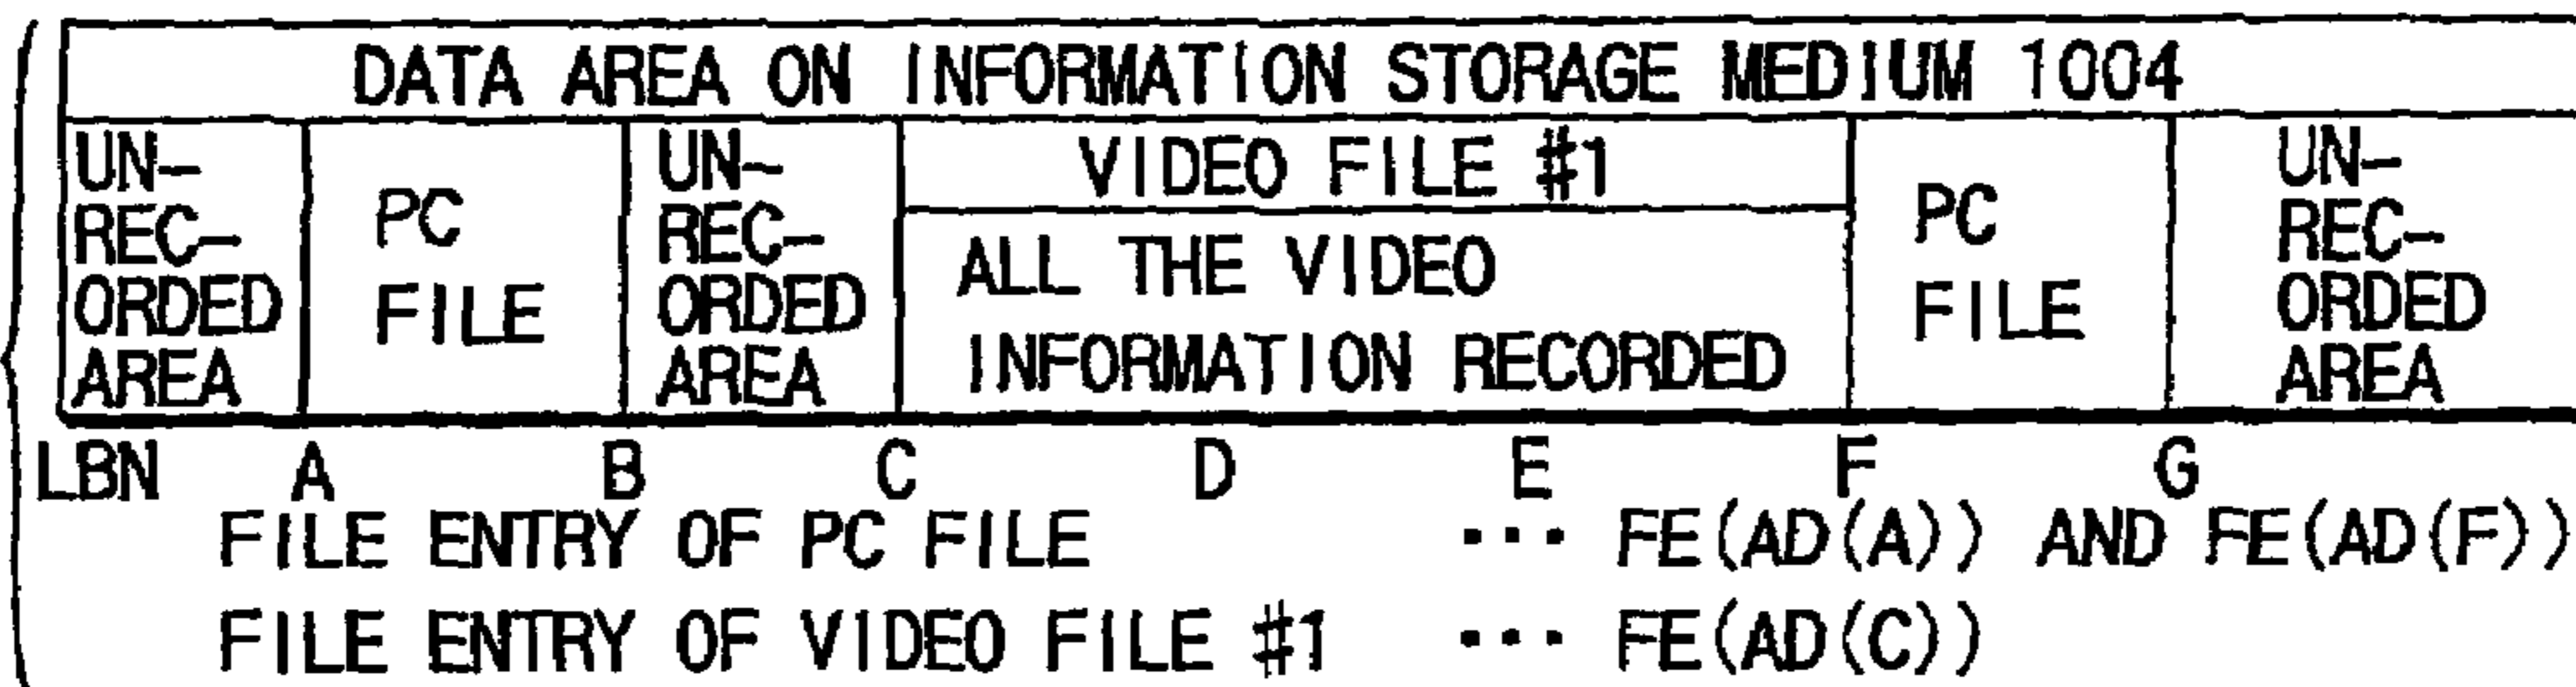 DATA AREA ON INFORMATION STORAGE MEDIUM 1004
UN-
REC-
ORDED
AREA
PC
FILE
UN-
REC-
ORDED
AREA
VIDEO FILE #1
ALL THE VIDEO
INFORMATION RECORDED
PC
FILE
UN-
REC-
ORDED
AREA
LBN A B C D E F G
FILE ENTRY OF PC FILE ··· FE(AD(A)) AND FE(AD(F))
FILE ENTRY OF VIDEO FILE #1 ··· FE(AD(C))